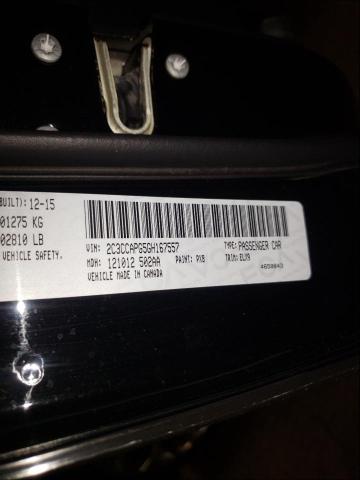 BUILT): 12-15
01275 KG
02810 LB
VEHICLE SAFETY.
VIN: 2C3CCAPG5GH167557
TYPE: PASSENGER CAR
MDH: 121012 502AA
PAINT: PX8
TRIM: ELX9
VEHICLE MADE IN CANADA